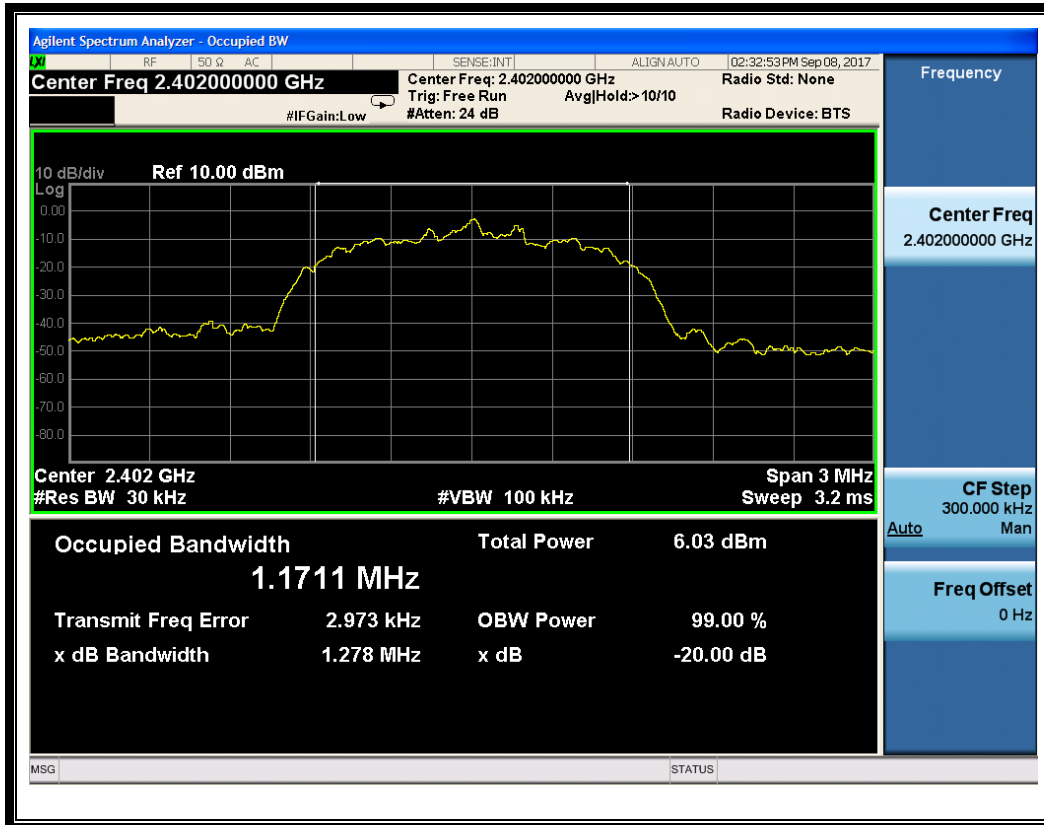 Agilent Spectrum Analyzer - Occupied BW
LXI RF 50 Ω AC SENSE:INT ALIGN AUTO 02:32:53 PM Sep 08, 2017
Center Freq 2.402000000 GHz
Center Freq: 2.402000000 GHz Radio Std: None
Trig: Free Run Avg|Hold:> 10/10
#IFGain:Low #Atten: 24 dB Radio Device: BTS
10 dB/div Ref 10.00 dBm
Log
0.00
-10.0
-20.0
-30.0
-40.0
-50.0
-60.0
-70.0
-80.0
Center 2.402 GHz Span 3 MHz
#Res BW 30 kHz #VBW 100 kHz Sweep 3.2 ms
Occupied Bandwidth Total Power 6.03 dBm
1.1711 MHz
Transmit Freq Error 2.973 kHz OBW Power 99.00 %
x dB Bandwidth 1.278 MHz x dB -20.00 dB
MSG STATUS
Frequency
Center Freq
2.402000000 GHz
CF Step
300.000 kHz
Auto Man
Freq Offset
0 Hz